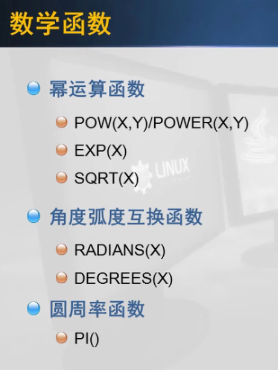 数学函数
幂运算函数
POW(X,Y)/POWER(X,Y)
EXP(X)
SQRT(X)
LINUX
角度弧度互换函数
RADIANS(X)
DEGREES(X)
圆周率函数
PI()